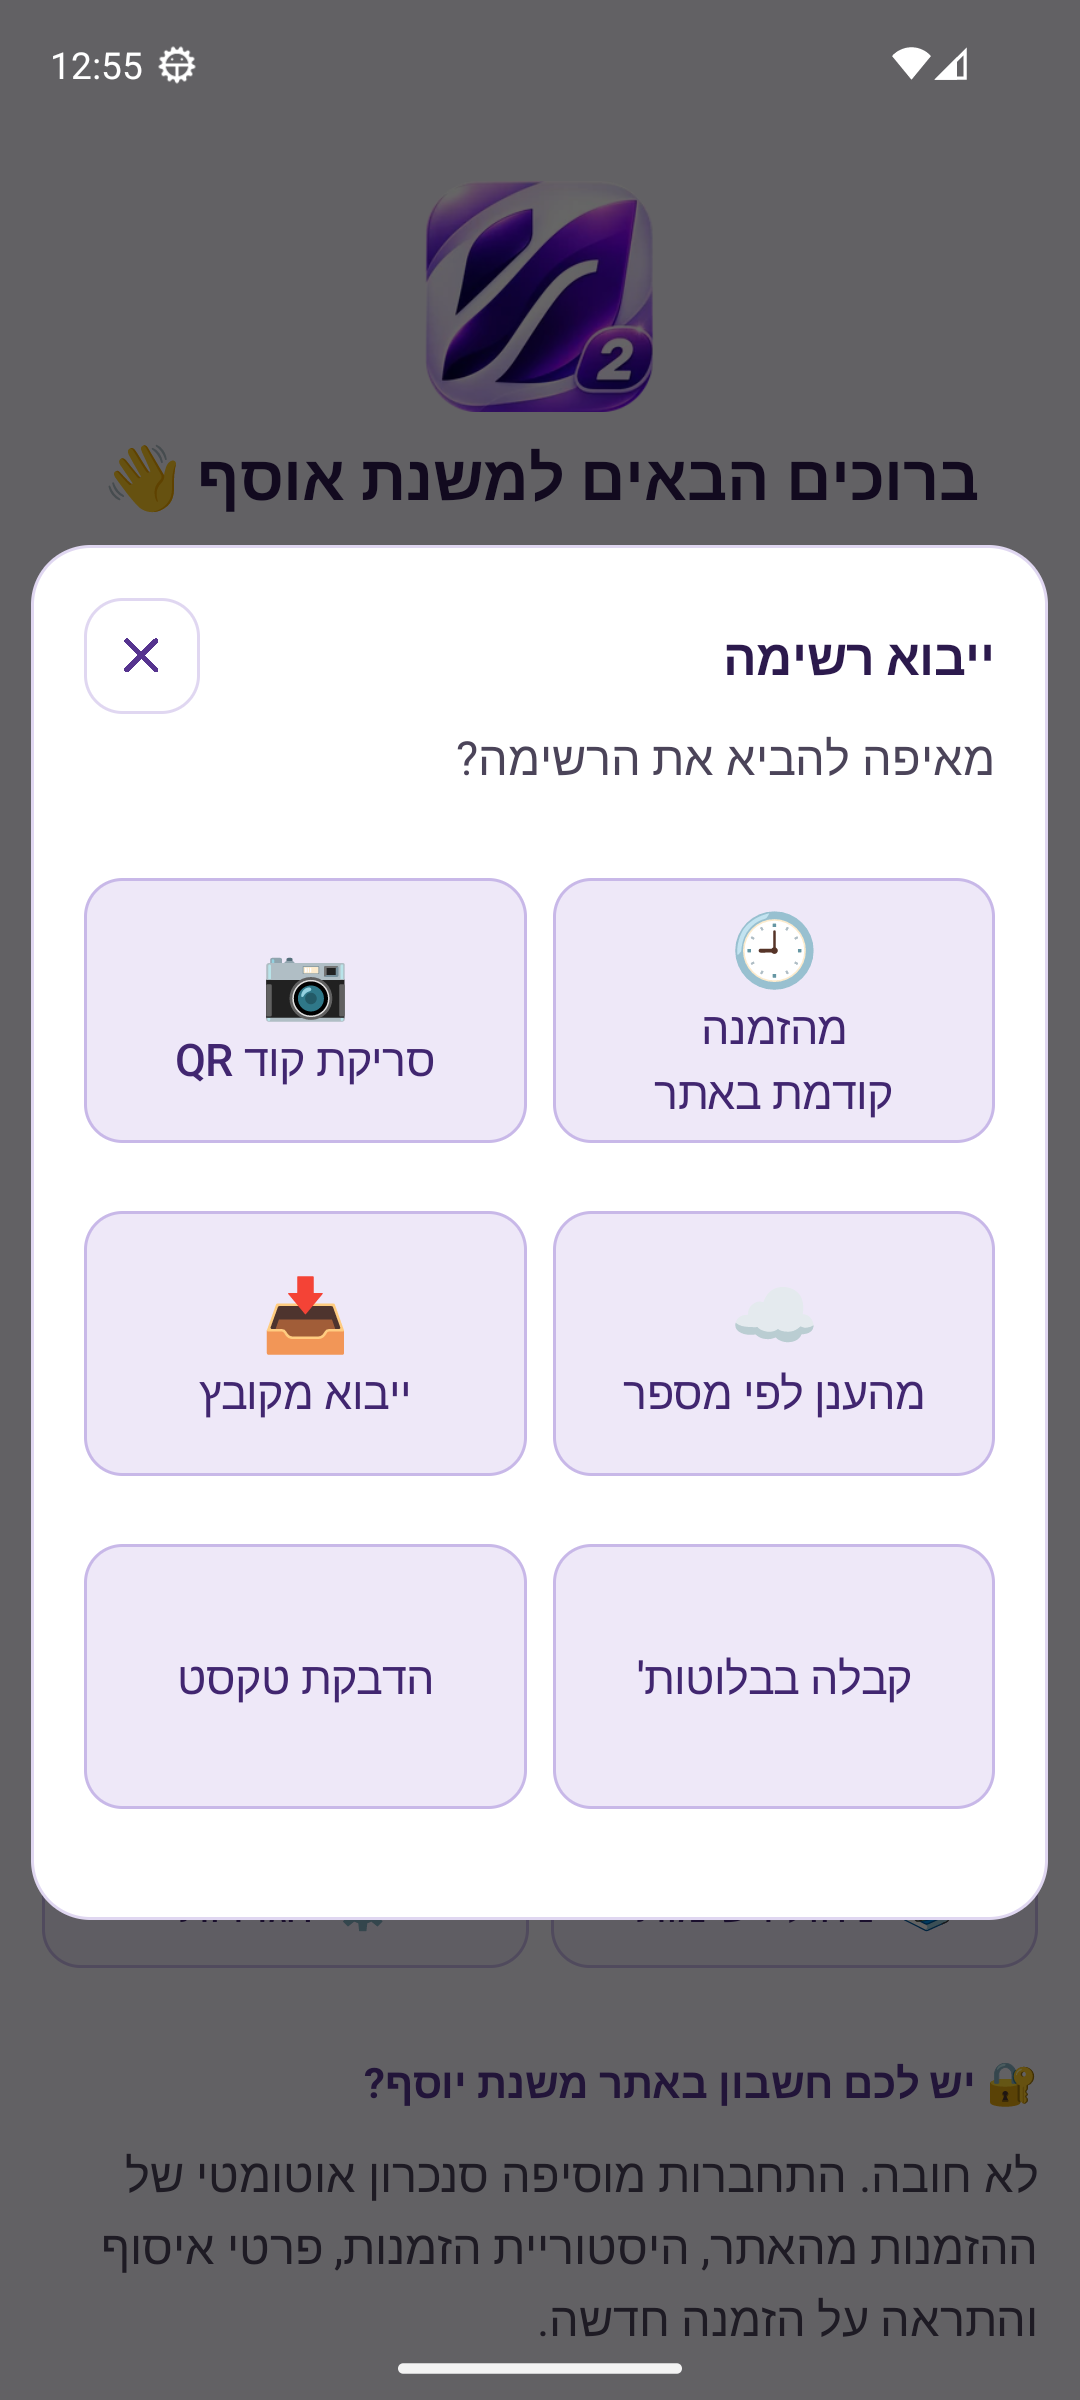 12:55
2
ברוכים הבאים למשנת אוסף 👋
ייבוא רשימה
מאיפה להביא את הרשימה?
מהזמנה
קודמת באתר
סריקת קוד QR
מהענן לפי מספר
ייבוא מקובץ
קבלה בבלוטות'
הדבקת טקסט
🔐 יש לכם חשבון באתר משנת יוסף?
לא חובה. התחברות מוסיפה סנכרון אוטומטי של
ההזמנות מהאתר, היסטוריית הזמנות, פרטי איסוף
והתראה על הזמנה חדשה.